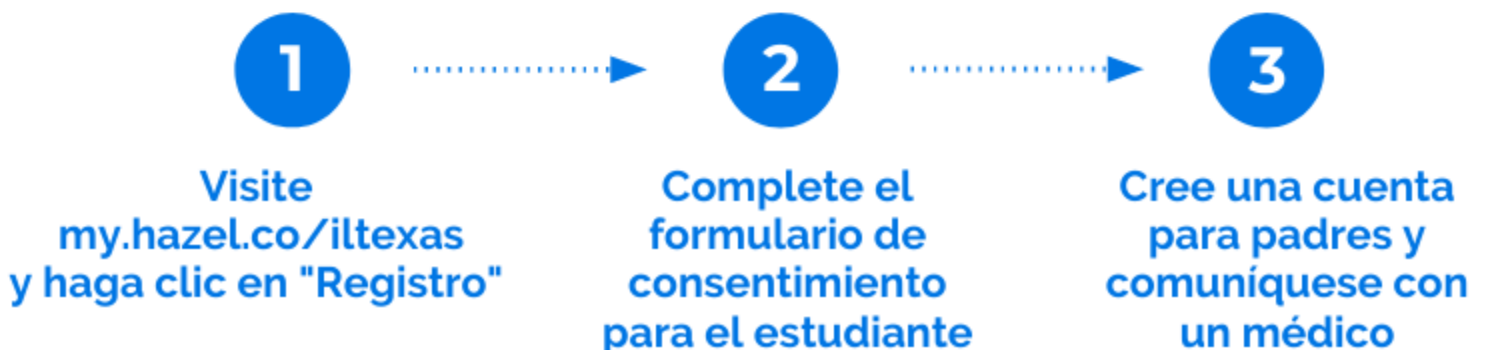 1
Visite
my.hazel.co/iltexas
y haga clic en "Registro"
2
Complete el
formulario de
consentimiento
para el estudiante
3
Cree una cuenta
para padres y
comuníquese con
un médico